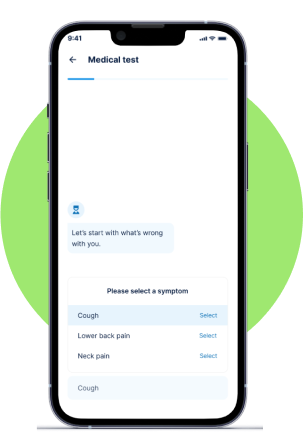 9:41
Medical test
Let's start with what's wrong
with you.
Please select a symptom
Cough Select
Lower back pain Select
Neck pain Select
Cough